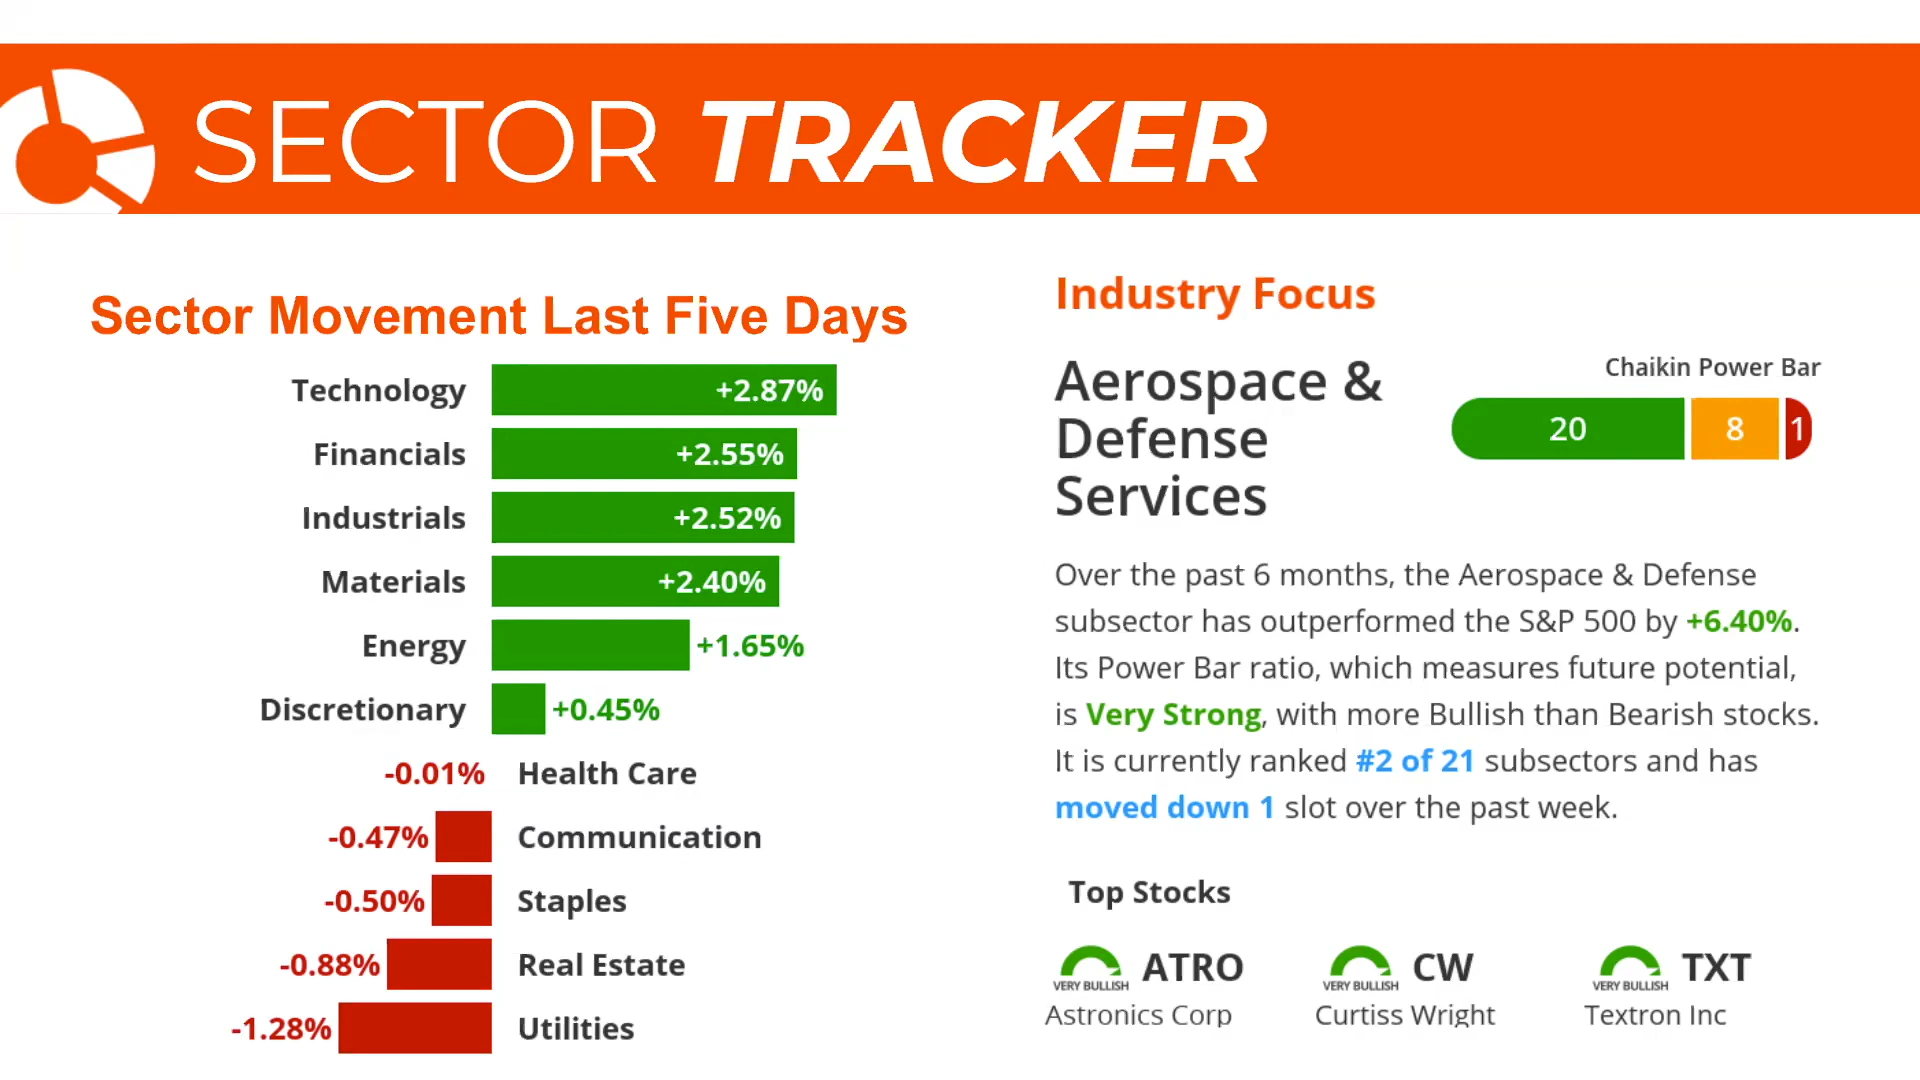 SECTOR TRACKER
Sector Movement Last Five Days
Technology +2.87%
Financials +2.55%
Industrials +2.52%
Materials +2.40%
Energy +1.65%
Discretionary +0.45%
-0.01% Health Care
-0.47% Communication
-0.50% Staples
-0.88% Real Estate
-1.28% Utilities
Industry Focus
Aerospace &
Defense
Services
Chaikin Power Bar
20 8 1
Over the past 6 months, the Aerospace & Defense
subsector has outperformed the S&P 500 by +6.40%.
Its Power Bar ratio, which measures future potential,
is Very Strong, with more Bullish than Bearish stocks.
It is currently ranked #2 of 21 subsectors and has
moved down 1 slot over the past week.
Top Stocks
VERY BULLISH ATRO
Astronics Corp
VERY BULLISH CW
Curtiss Wright
VERY BULLISH TXT
Textron Inc